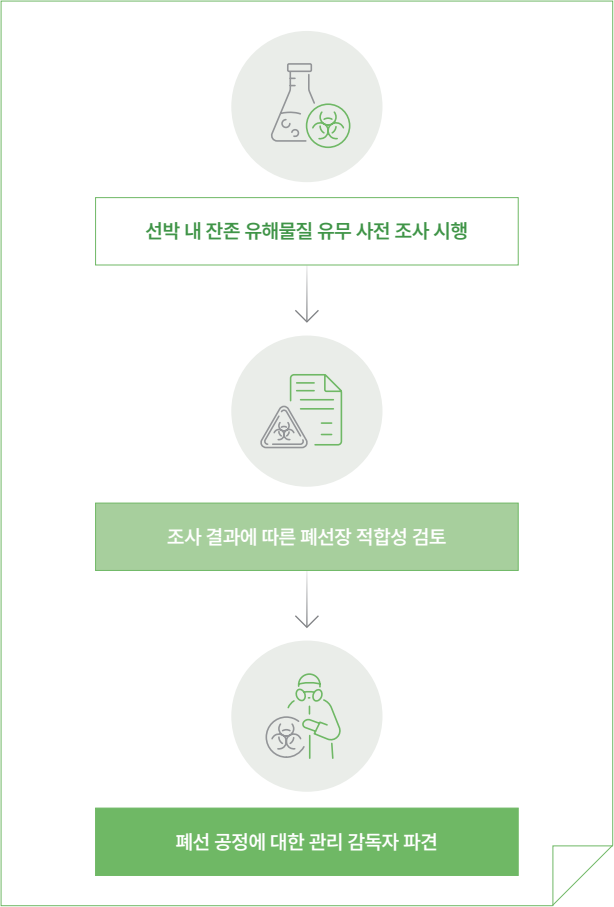 선박 내 잔존 유해물질 유무 사전 조사 시행
조사 결과에 따른 폐선장 적합성 검토
폐선 공정에 대한 관리 감독자 파견